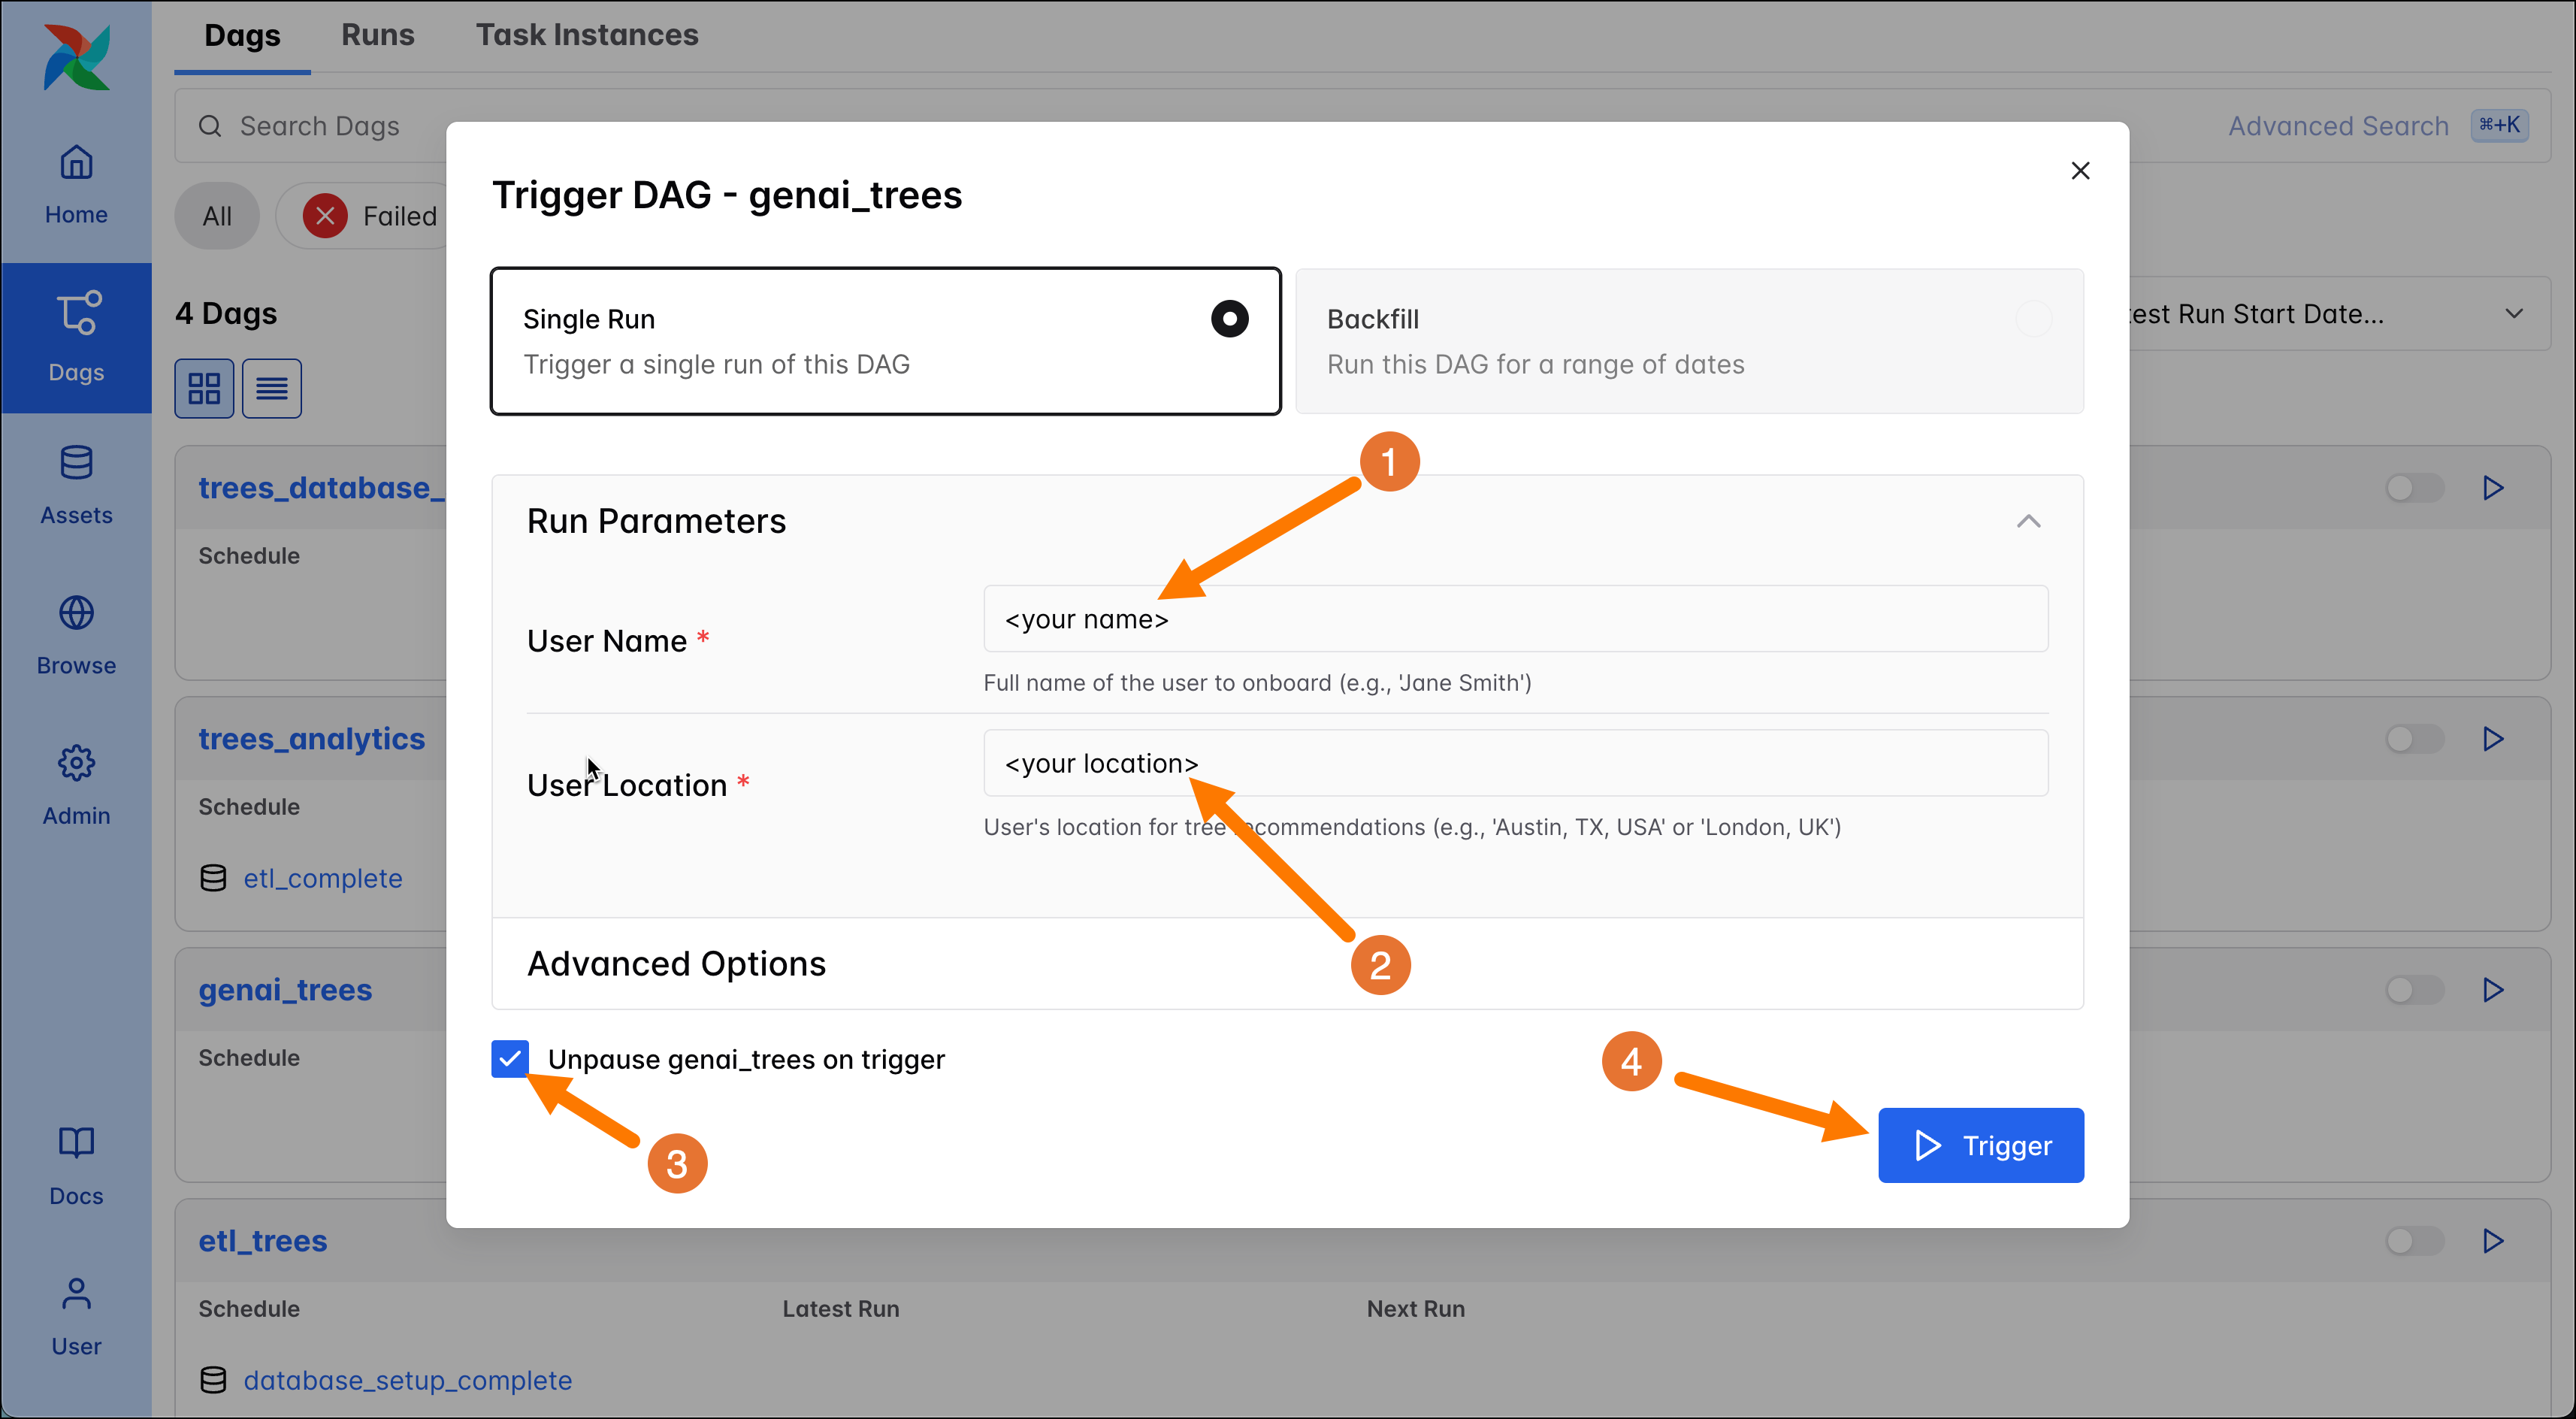 Dags Runs Task Instances
Search Dags Advanced Search ⌘+K
All Failed
4 Dags
Run Start Date...
Home
Dags
Assets
Browse
Admin
Docs
User
trees_database_
Schedule
trees_analytics
Schedule
etl_complete
genai_trees
Schedule
etl_trees
Schedule Latest Run Next Run
database_setup_complete
Trigger DAG - genai_trees
Single Run
Trigger a single run of this DAG
Backfill
Run this DAG for a range of dates
1
Run Parameters
User Name *
<your name>
Full name of the user to onboard (e.g., 'Jane Smith')
User Location *
<your location>
User's location for tree recommendations (e.g., 'Austin, TX, USA' or 'London, UK')
2
Advanced Options
Unpause genai_trees on trigger
3
4
Trigger